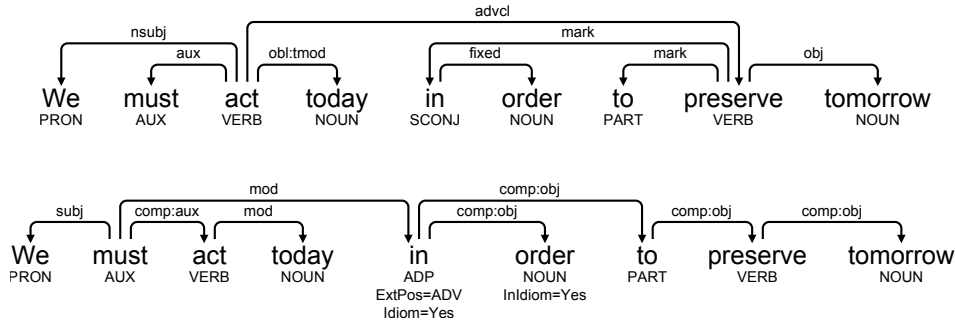 advcl
nsubj mark
aux obl:tmod fixed mark obj
We must act today in order to preserve tomorrow
PRON AUX VERB NOUN SCONJ NOUN PART VERB NOUN
mod comp:obj
subj comp:aux mod comp:obj comp:obj comp:obj
We must act today in order to preserve tomorrow
PRON AUX VERB NOUN ADP NOUN PART VERB NOUN
ExtPos=ADV InIdiom=Yes
Idiom=Yes